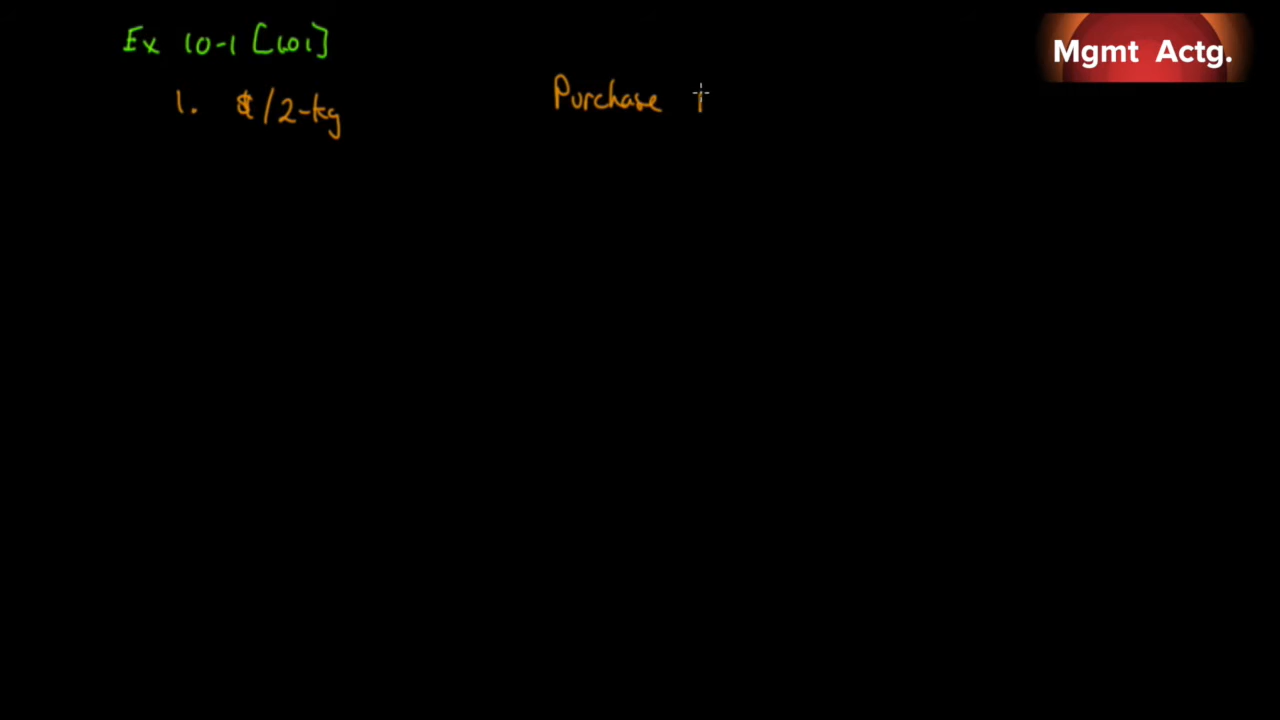 Ex 10-1 [LO1]
Mgmt Actg.
1. $/2-kg Purchase